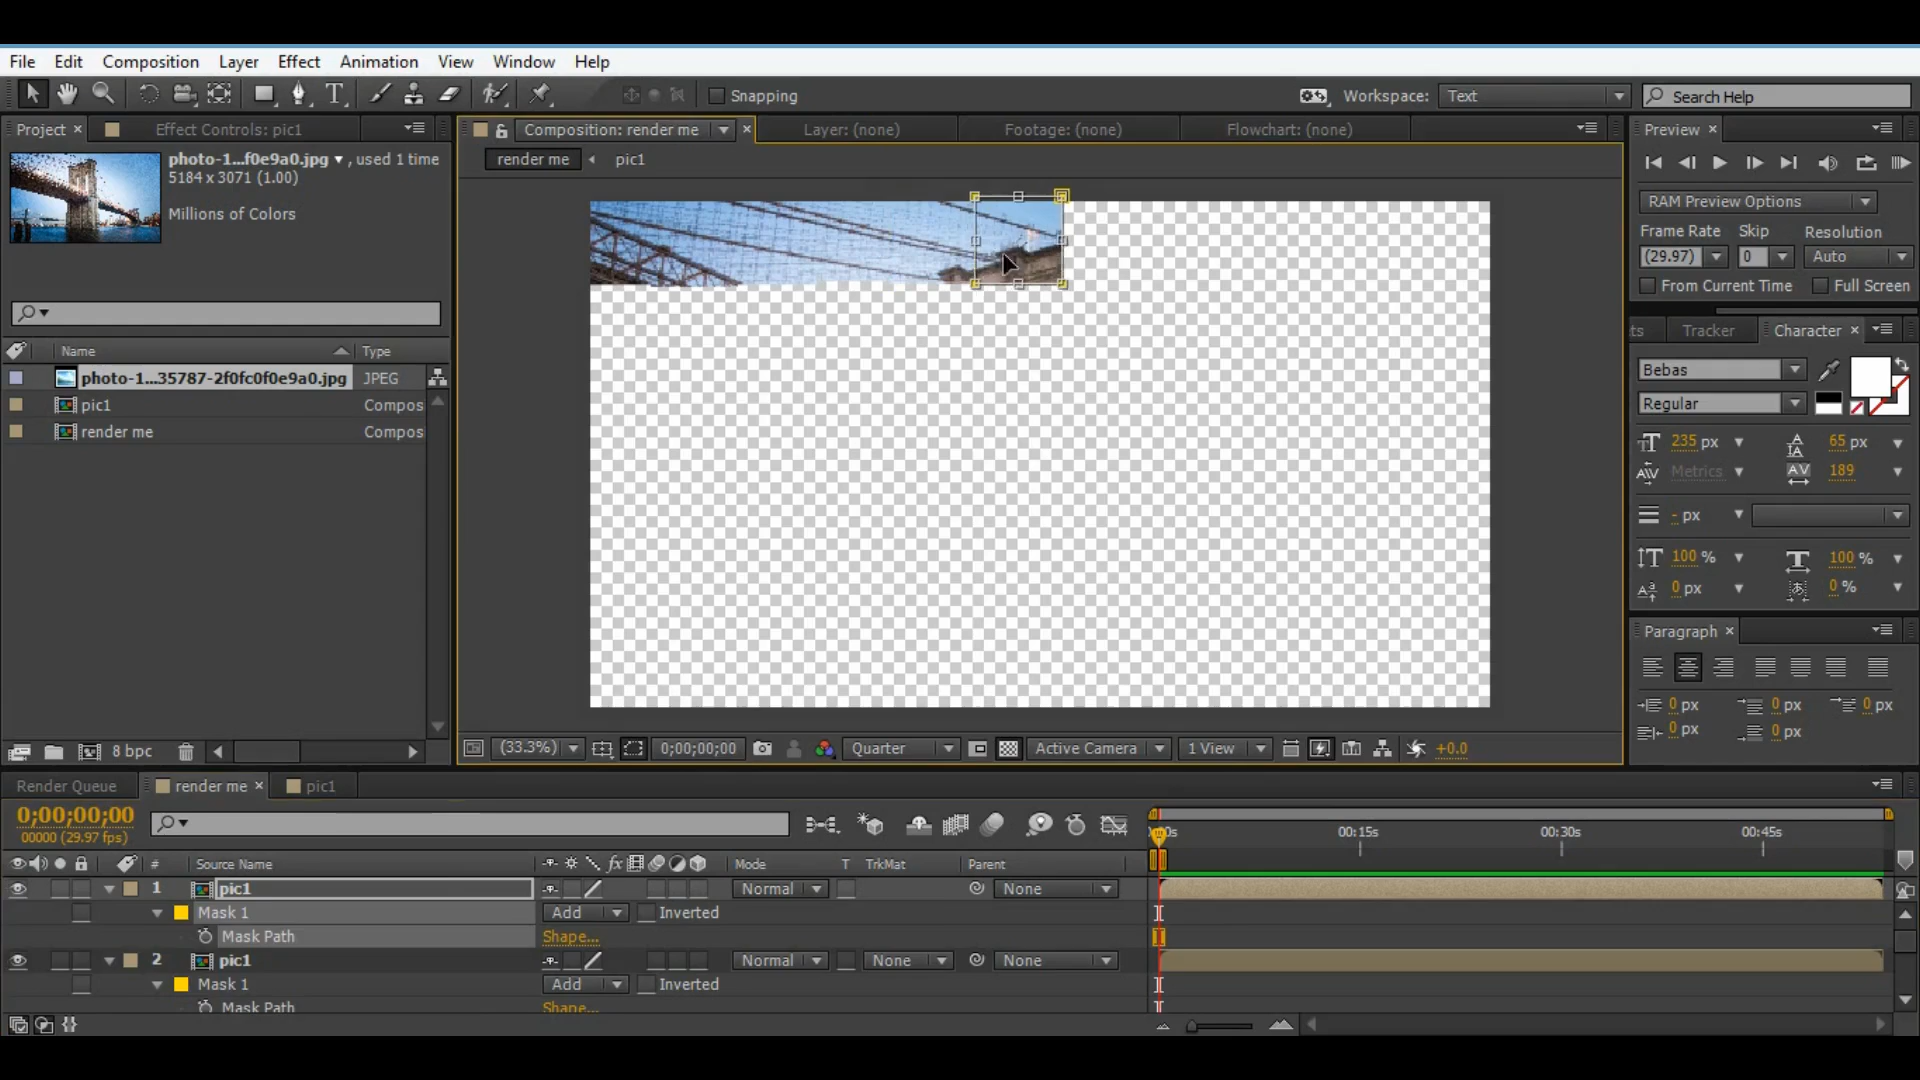 File Edit Composition Layer Effect Animation View Window Help
Snapping
Workspace: Text
Search Help
Project × Effect Controls: pic1
Composition: render me × Layer: (none) Footage: (none) Flowchart: (none)
Preview ×
photo-1...f0e9a0.jpg ▼ , used 1 time
5184 x 3071 (1.00)
Millions of Colors
render me ◂ pic1
RAM Preview Options
Frame Rate Skip Resolution
(29.97) 0 Auto
From Current Time Full Screen
Name Type
photo-1...35787-2f0fc0f0e9a0.jpg JPEG
pic1 Compos
render me Compos
ts Tracker Character ×
Bebas
Regular
235 px 65 px
Metrics 189
- px
100 % 100 %
0 px 0 %
Paragraph ×
0 px 0 px 0 px
0 px 0 px
8 bpc
(33.3%) 0;00;00;00 Quarter Active Camera 1 View +0.0
Render Queue render me × pic1
0;00;00;00
00000 (29.97 fps)
00s 00:15s 00:30s 00:45s
# Source Name fx Mode T TrkMat Parent
1 pic1 Normal None
Mask 1 Add Inverted
Mask Path Shape...
2 pic1 Normal None None
Mask 1 Add Inverted
Mask Path Shape...